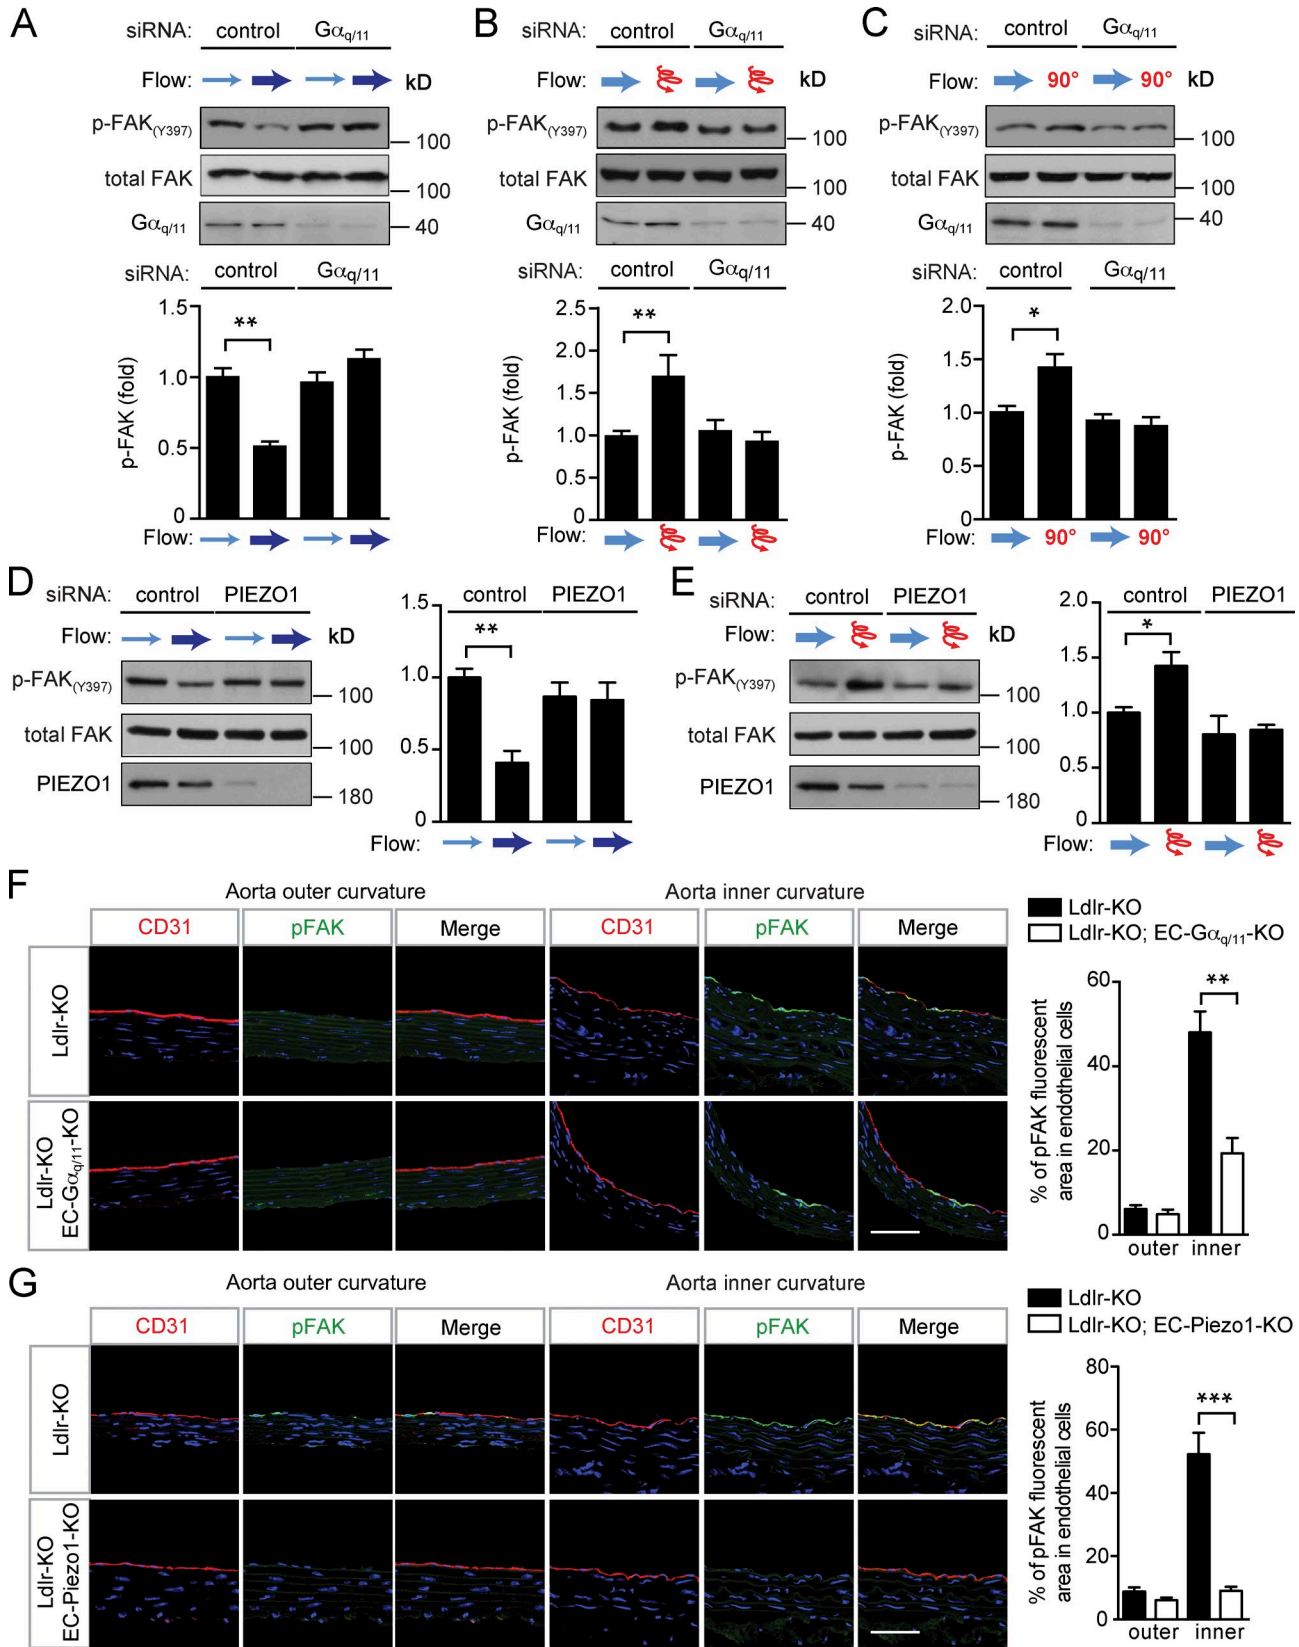 A
siRNA: control Gαq/11
Flow: kD
p-FAK(Y397)
100
total FAK
100
Gαq/11
40
siRNA: control Gαq/11
1.5
**
1.0
p-FAK (fold)
0.5
0
Flow:
B
siRNA: control Gαq/11
Flow: kD
p-FAK(Y397)
100
total FAK
100
Gαq/11
40
siRNA: control Gαq/11
2.5
**
2.0
1.5
p-FAK (fold)
1.0
0.5
0
Flow:
C
siRNA: control Gαq/11
Flow: 90° 90° kD
p-FAK(Y397)
100
total FAK
100
Gαq/11
40
siRNA: control Gαq/11
2.0
*
1.5
p-FAK (fold)
1.0
0.5
0
Flow: 90° 90°
D
siRNA: control PIEZO1
Flow: kD
p-FAK(Y397)
100
total FAK
100
PIEZO1
180
control PIEZO1
1.5
**
1.0
0.5
0
Flow:
E
siRNA: control PIEZO1
Flow: kD
p-FAK(Y397)
100
total FAK
100
PIEZO1
180
control PIEZO1
2.0
*
1.5
1.0
0.5
0
Flow:
F
Aorta outer curvature Aorta inner curvature
CD31 pFAK Merge CD31 pFAK Merge
Ldlr-KO
Ldlr-KO
EC-Gαq/11-KO
Ldlr-KO
Ldlr-KO; EC-Gαq/11-KO
% of pFAK fluorescent
area in endothelial cells
60
**
40
20
0
outer inner
G
Aorta outer curvature Aorta inner curvature
CD31 pFAK Merge CD31 pFAK Merge
Ldlr-KO
Ldlr-KO
EC-Piezo1-KO
Ldlr-KO
Ldlr-KO; EC-Piezo1-KO
% of pFAK fluorescent
area in endothelial cells
80
***
60
40
20
0
outer inner